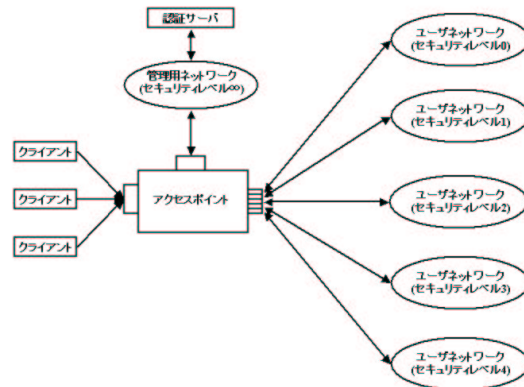 認証サーバ
管理用ネットワーク
(セキュリティレベル∞)
クライアント
クライアント
クライアント
アクセスポイント
ユーザネットワーク
(セキュリティレベル0)
ユーザネットワーク
(セキュリティレベル1)
ユーザネットワーク
(セキュリティレベル2)
ユーザネットワーク
(セキュリティレベル3)
ユーザネットワーク
(セキュリティレベル4)